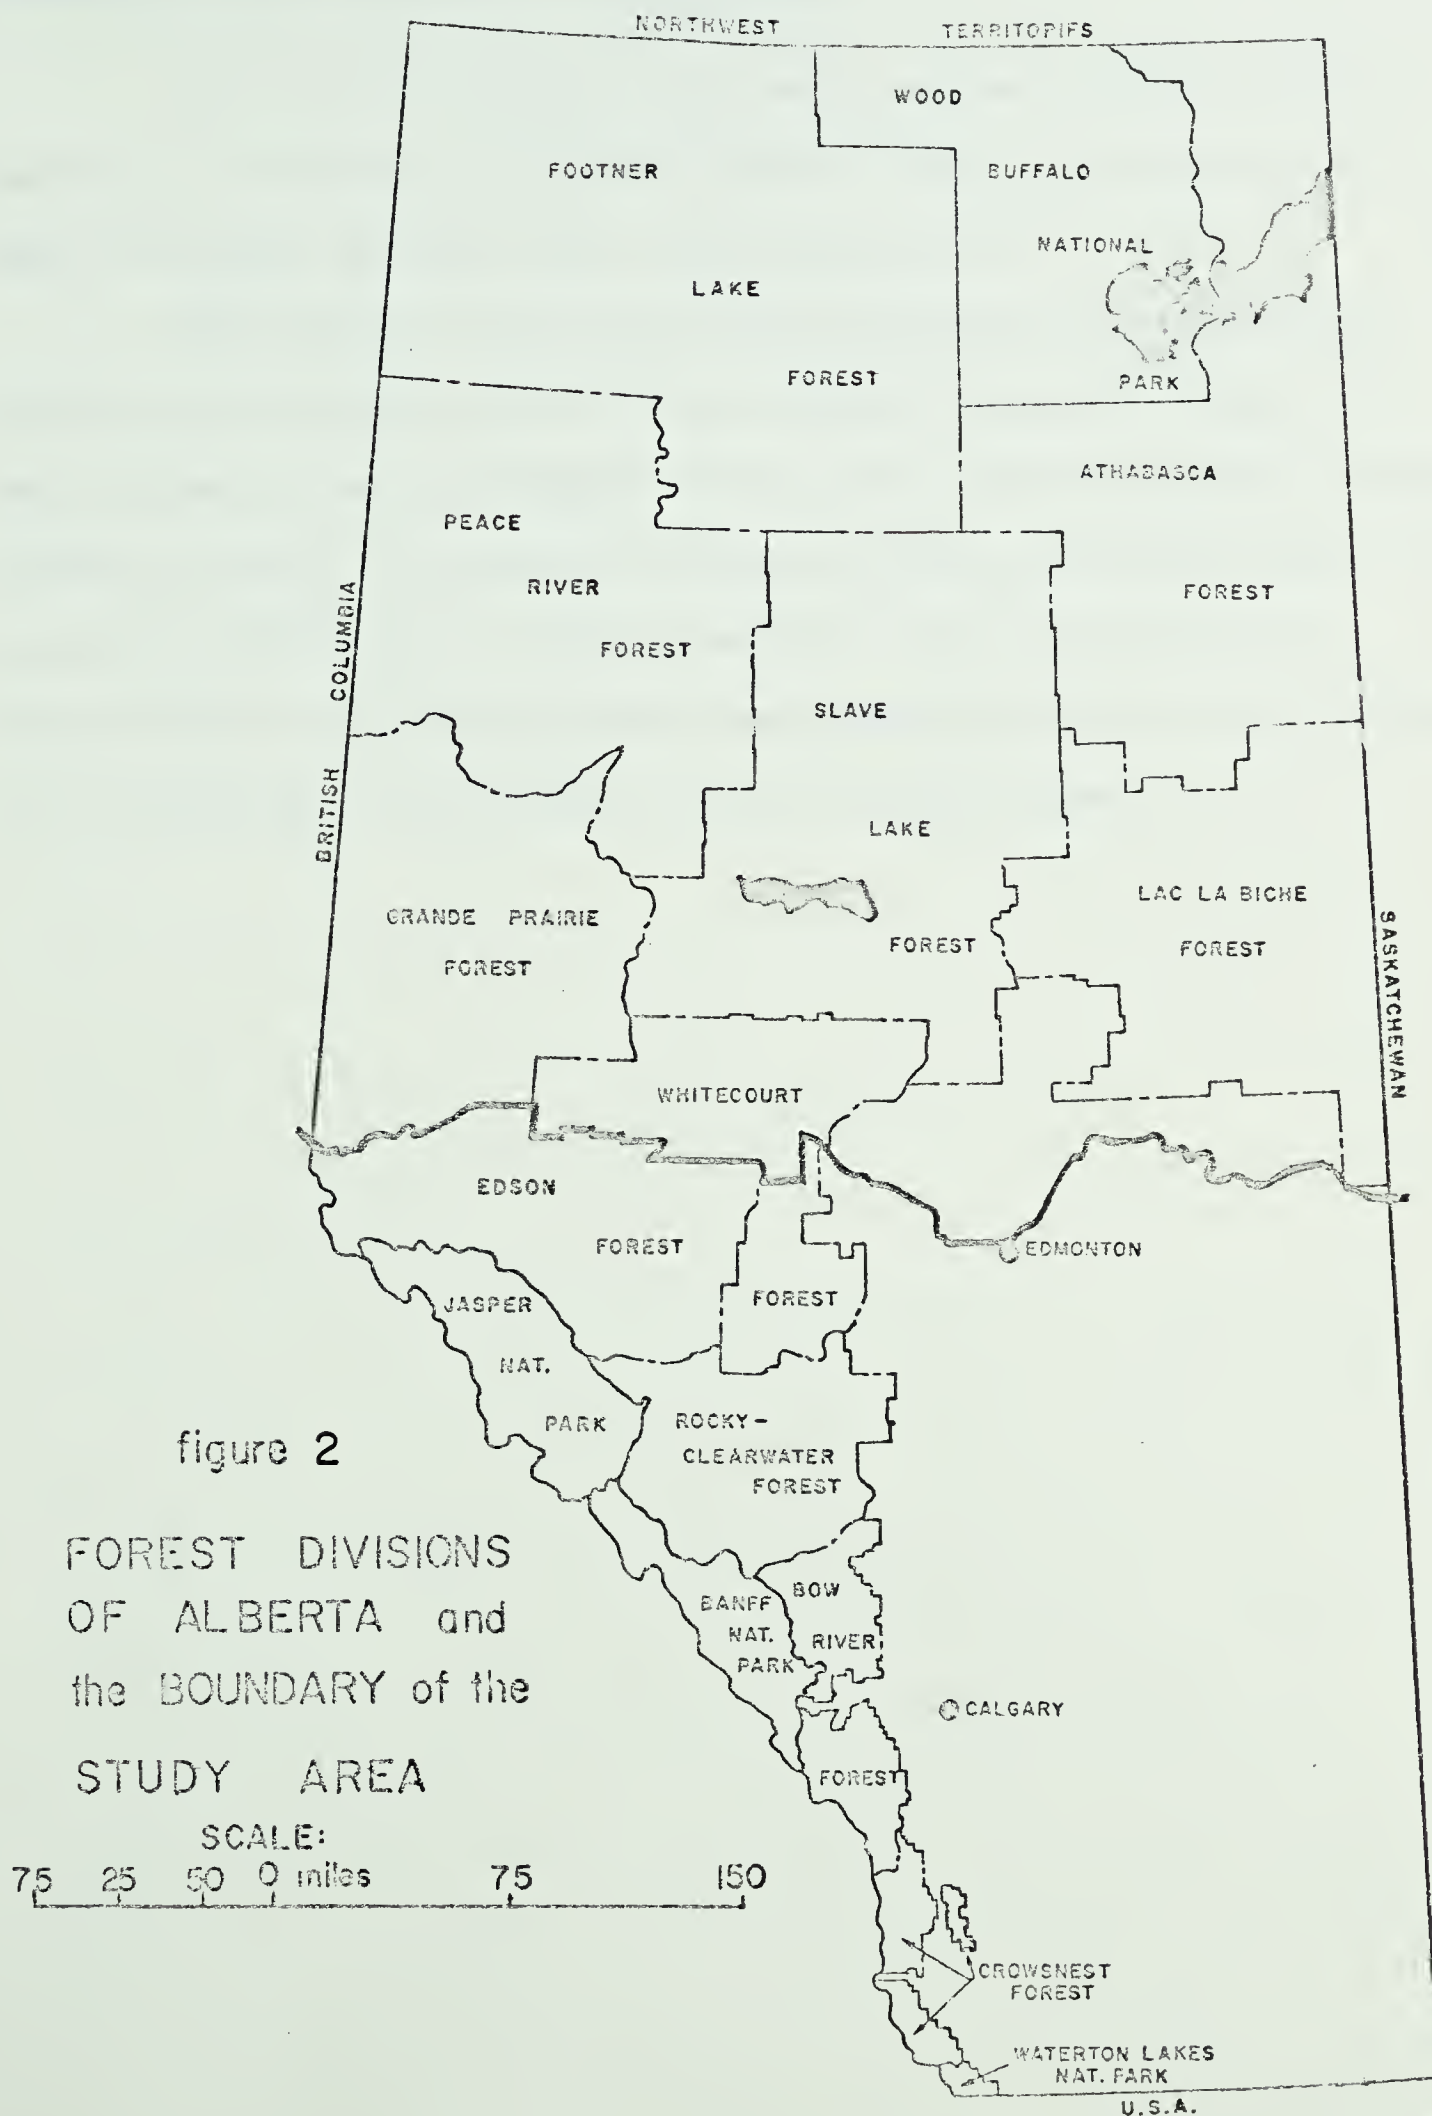 NORTHWEST TERRITORIES
WOOD
BUFFALO
NATIONAL
PARK
FOOTNER
LAKE
FOREST
ATHABASCA
FOREST
PEACE
RIVER
FOREST
BRITISH COLUMBIA
SLAVE
LAKE
FOREST
LAC LA BICHE
FOREST
SASKATCHEWAN
GRANDE PRAIRIE
FOREST
WHITECOURT
FOREST
EDSON
FOREST
EDMONTON
JASPER
NAT.
PARK
ROCKY-
CLEARWATER
FOREST
BANFF
NAT.
PARK
BOW
RIVER
FOREST
CALGARY
CROWSNEST
FOREST
WATERTON LAKES
NAT. PARK
U.S.A.
figure 2
FOREST DIVISIONS
OF ALBERTA and
the BOUNDARY of the
STUDY AREA
SCALE:
75 25 50 0 miles 75 150